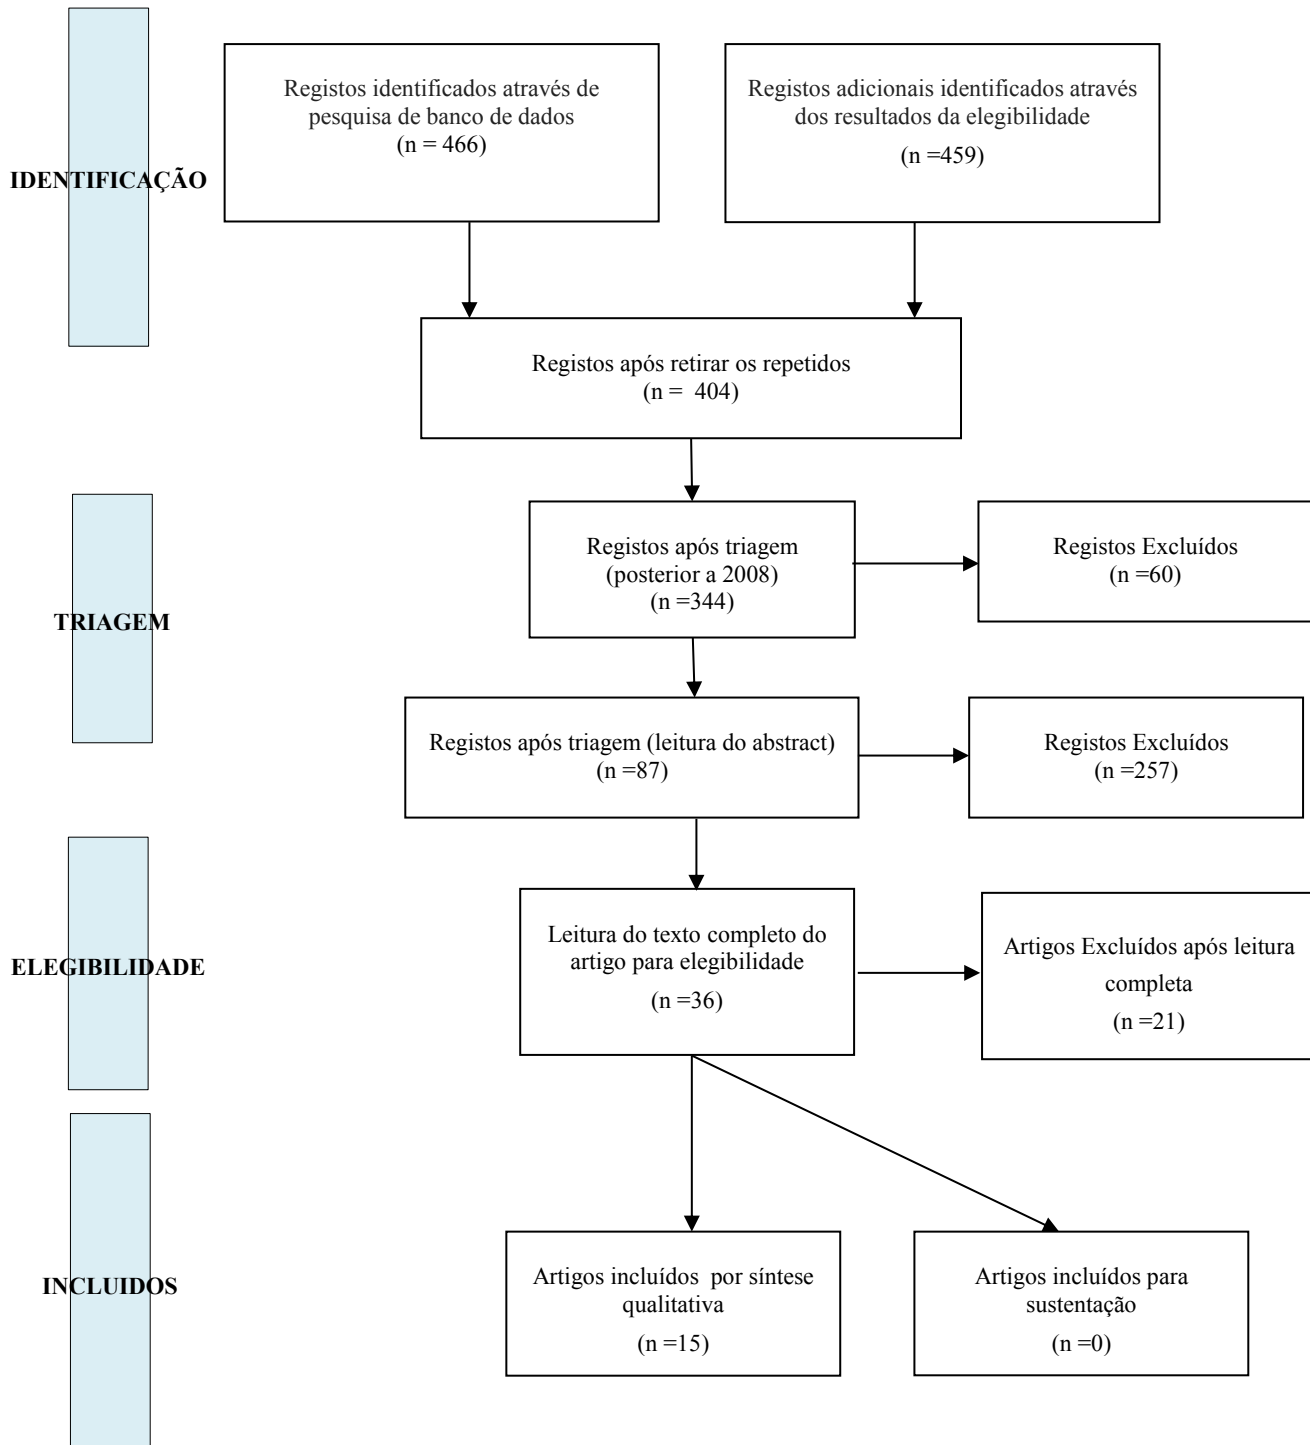 IDENTIFICAÇÃO
Registos identificados através de
pesquisa de banco de dados
(n = 466)
Registos adicionais identificados através
dos resultados da elegibilidade
(n =459)
Registos após retirar os repetidos
(n =  404)
TRIAGEM
Registos após triagem
(posterior a 2008)
(n =344)
Registos Excluídos
(n =60)
Registos após triagem (leitura do abstract)
(n =87)
Registos Excluídos
(n =257)
ELEGIBILIDADE
Leitura do texto completo do
artigo para elegibilidade
(n =36)
Artigos Excluídos após leitura
completa
(n =21)
INCLUIDOS
Artigos incluídos  por síntese
qualitativa
(n =15)
Artigos incluídos para
sustentação
(n =0)